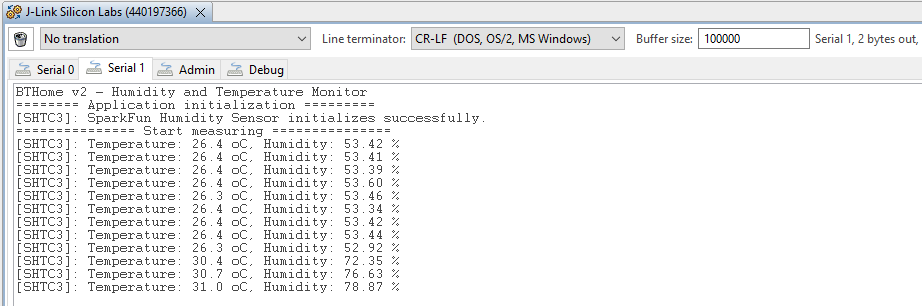 J-Link Silicon Labs (440197366)
No translation Line terminator: CR-LF (DOS, OS/2, MS Windows) Buffer size: 100000 Serial 1, 2 bytes out,
Serial 0 Serial 1 Admin Debug
BTHome v2 - Humidity and Temperature Monitor
======== Application initialization =========
[SHTC3]: SparkFun Humidity Sensor initializes successfully.
=============== Start measuring ===============
[SHTC3]: Temperature: 26.4 oC, Humidity: 53.42 %
[SHTC3]: Temperature: 26.4 oC, Humidity: 53.41 %
[SHTC3]: Temperature: 26.4 oC, Humidity: 53.39 %
[SHTC3]: Temperature: 26.4 oC, Humidity: 53.60 %
[SHTC3]: Temperature: 26.3 oC, Humidity: 53.46 %
[SHTC3]: Temperature: 26.4 oC, Humidity: 53.34 %
[SHTC3]: Temperature: 26.4 oC, Humidity: 53.42 %
[SHTC3]: Temperature: 26.4 oC, Humidity: 53.44 %
[SHTC3]: Temperature: 26.3 oC, Humidity: 52.92 %
[SHTC3]: Temperature: 30.4 oC, Humidity: 72.35 %
[SHTC3]: Temperature: 30.7 oC, Humidity: 76.63 %
[SHTC3]: Temperature: 31.0 oC, Humidity: 78.87 %